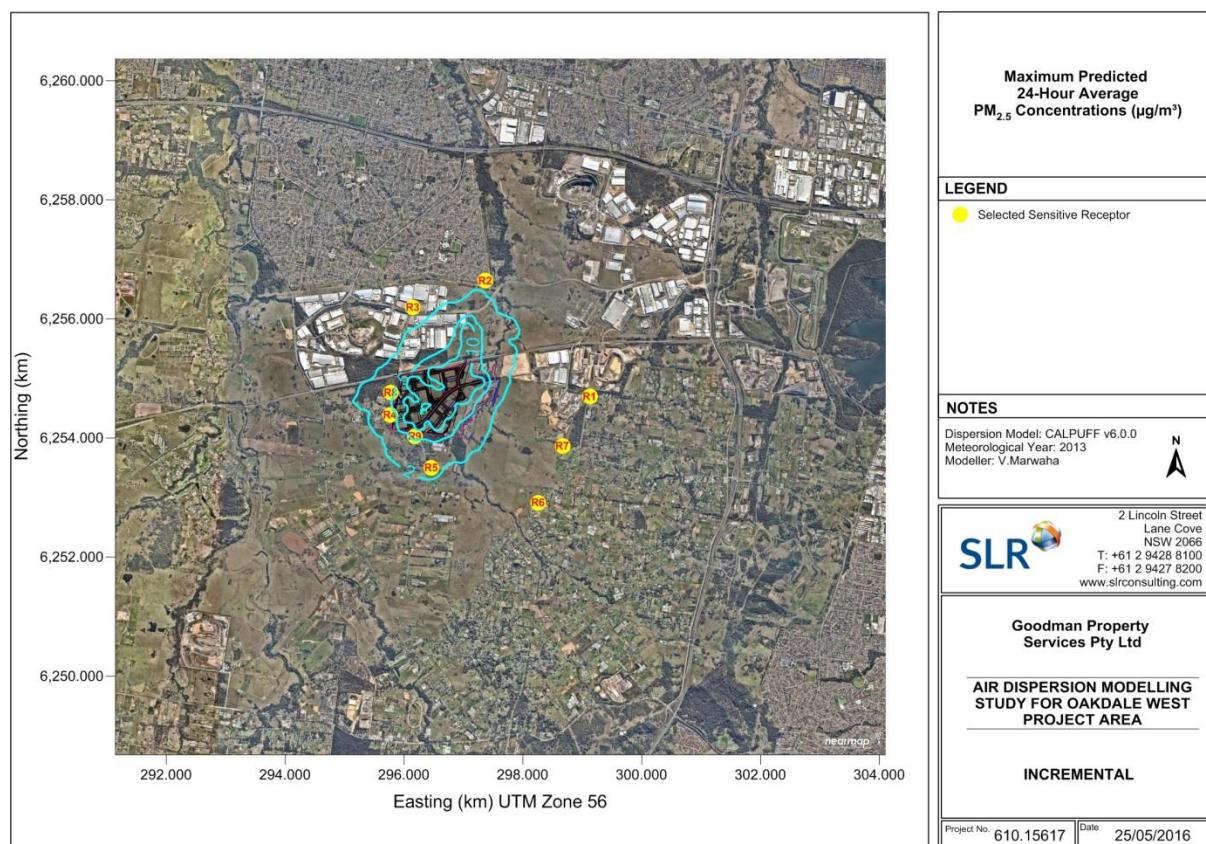 6,260.000
6,258.000
6,256.000
6,254.000
6,252.000
6,250.000
Northing (km)
292.000 294.000 296.000 298.000 300.000 302.000 304.000
Easting (km) UTM Zone 56
R2
R3
10
R1
R4
R9
R7
2
R5
R6
nearmap
Maximum Predicted
24-Hour Average
PM2.5 Concentrations (µg/m³)
LEGEND
Selected Sensitive Receptor
NOTES
Dispersion Model: CALPUFF v6.0.0
Meteorological Year: 2013
Modeller: V.Marwaha
N
SLR
2 Lincoln Street
Lane Cove
NSW 2066
T: +61 2 9428 8100
F: +61 2 9427 8200
www.slrconsulting.com
Goodman Property
Services Pty Ltd
AIR DISPERSION MODELLING
STUDY FOR OAKDALE WEST
PROJECT AREA
INCREMENTAL
Project No. 610.15617 Date 25/05/2016